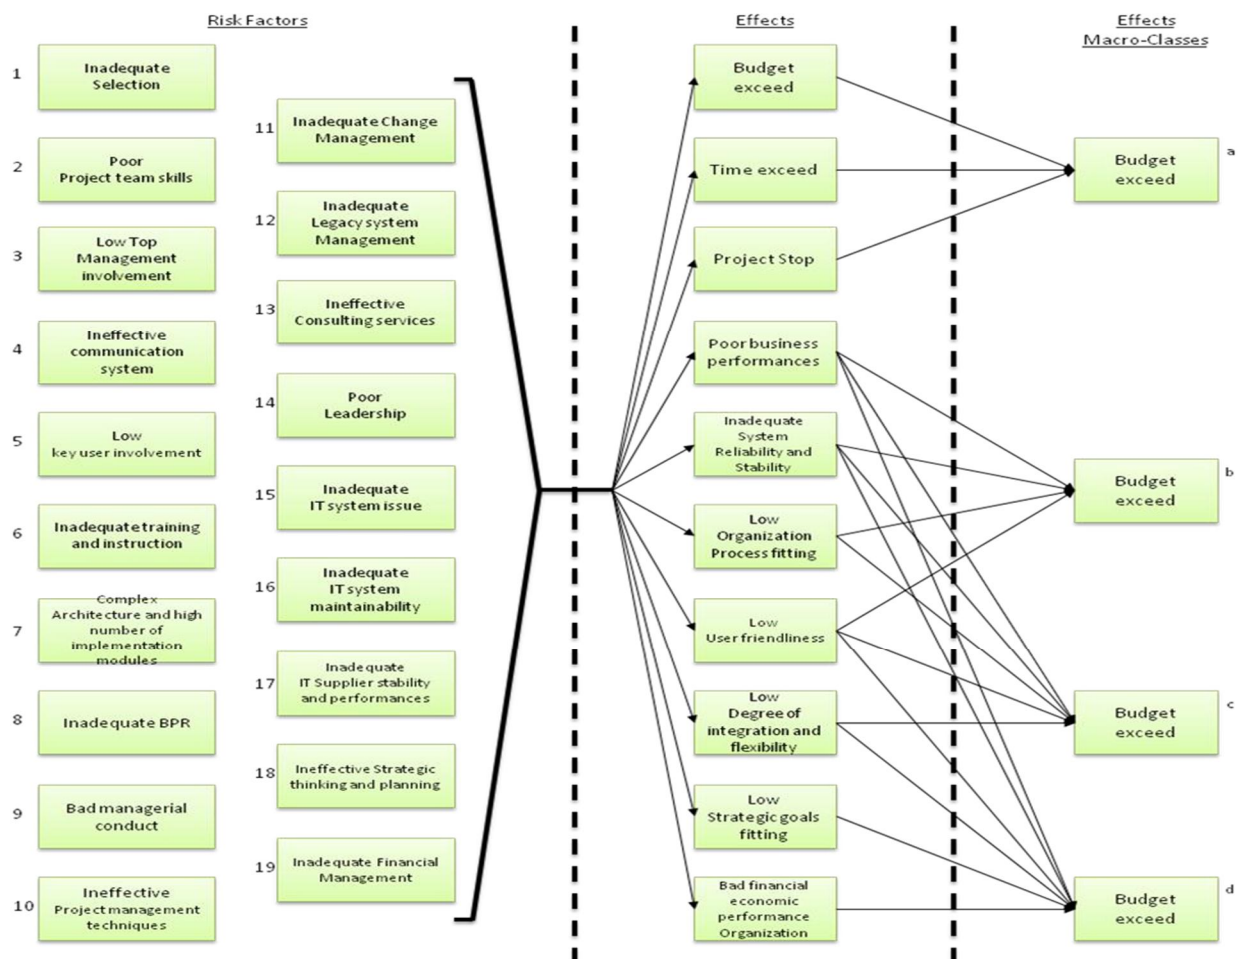 Risk Factors
1
Inadequate
Selection
2
Poor
Project team skills
3
Low Top
Management
involvement
4
Ineffective
communication
system
5
Low
key user involvement
6
Inadequate training
and instruction
7
Complex
Architecture and high
number of
implementation
modules
8
Inadequate BPR
9
Bad managerial
conduct
10
Ineffective
Project management
techniques
11
Inadequate Change
Management
12
Inadequate
Legacy system
Management
13
Ineffective
Consulting services
14
Poor
Leadership
15
Inadequate
IT system issue
16
Inadequate
IT system
maintainability
17
Inadequate
IT Supplier stability
and performances
18
Ineffective Strategic
thinking and planning
19
Inadequate Financial
Management
Effects
Budget
exceed
Time exceed
Project Stop
Poor business
performances
Inadequate
System
Reliability and
Stability
Low
Organization
Process fitting
Low
User friendliness
Low
Degree of
integration and
flexibility
Low
Strategic goals
fitting
Bad financial
economic
performance
Organization
Effects
Macro-Classes
Budget
exceed
a
Budget
exceed
b
Budget
exceed
c
Budget
exceed
d